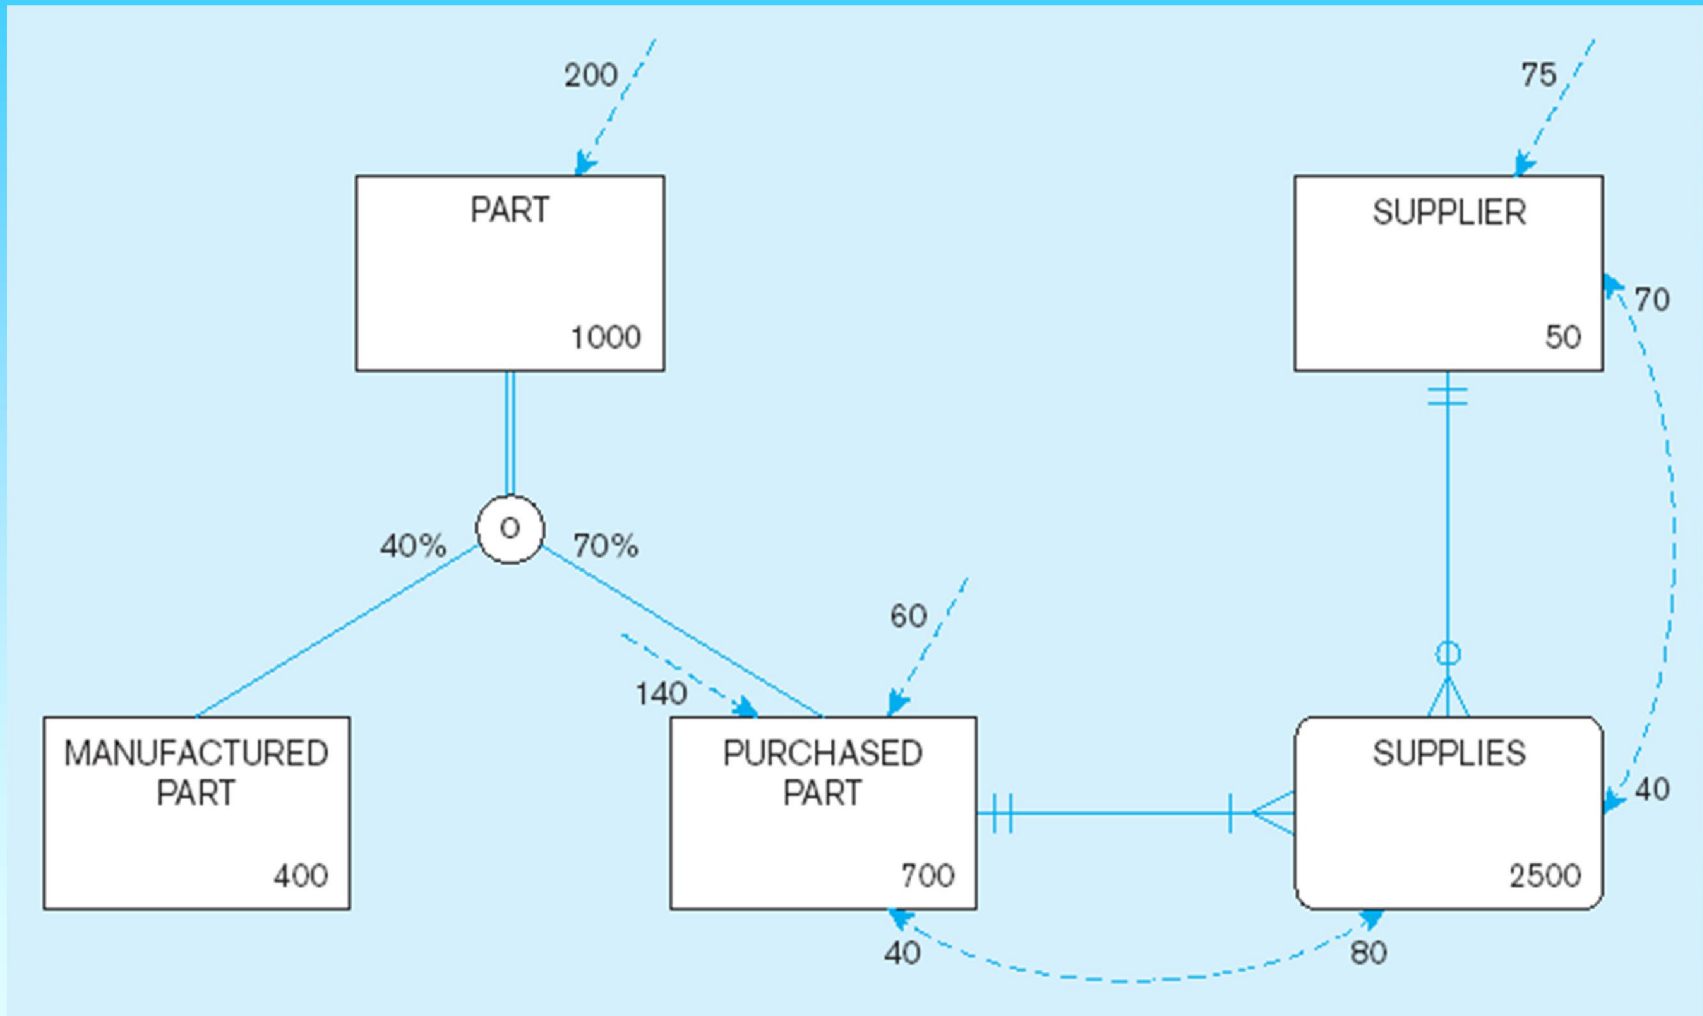 200
75
PART
1000
SUPPLIER
50
70
40%
O
70%
60
140
MANUFACTURED
PART
400
PURCHASED
PART
700
SUPPLIES
2500
40
40
80